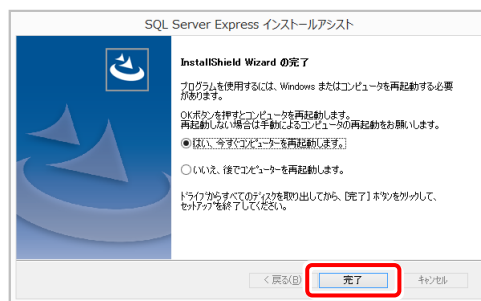 SQL Server Express インストールアシスト
InstallShield Wizard の完了
プログラムを使用するには、Windows またはコンピュータを再起動する必要
があります。
OKボタンを押すとコンピュータを再起動します。
再起動しない場合は手動によるコンピュータの再起動をお願いします。
はい、今すぐコンピューターを再起動します。
いいえ、後でコンピューターを再起動します。
ドライブからすべてのディスクを取り出してから、[完了] ボタンをクリックして、
セットアップを終了してください。
< 戻る(B)
完了
キャンセル